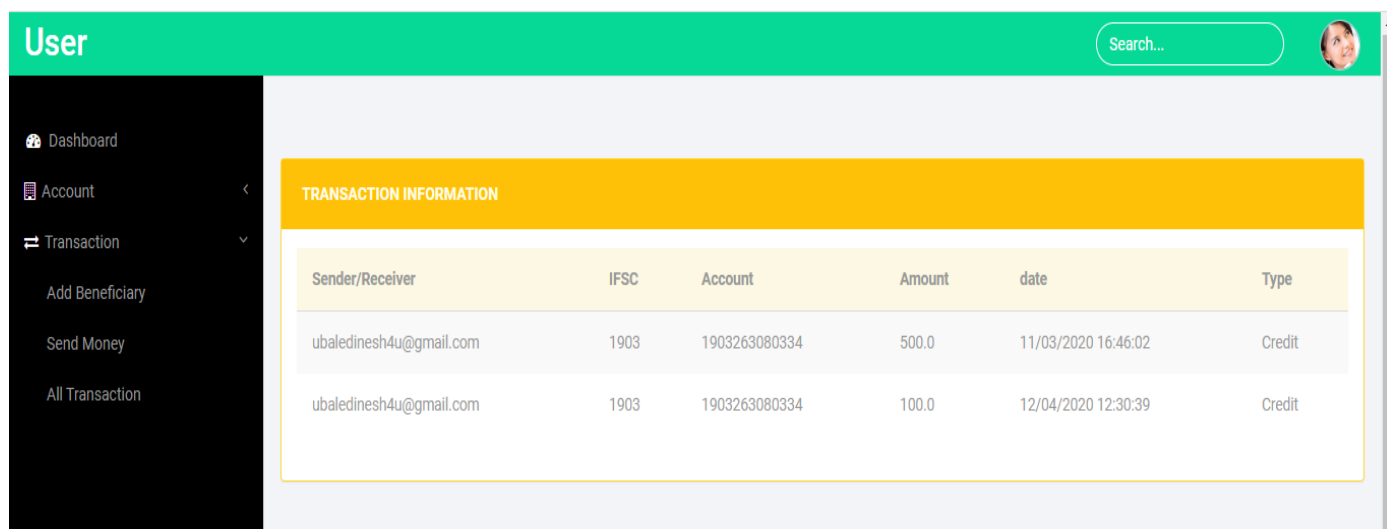 User
Search...
Dashboard
Account
Transaction
Add Beneficiary
Send Money
All Transaction
TRANSACTION INFORMATION
Sender/Receiver IFSC Account Amount date Type
ubaledinesh4u@gmail.com 1903 1903263080334 500.0 11/03/2020 16:46:02 Credit
ubaledinesh4u@gmail.com 1903 1903263080334 100.0 12/04/2020 12:30:39 Credit